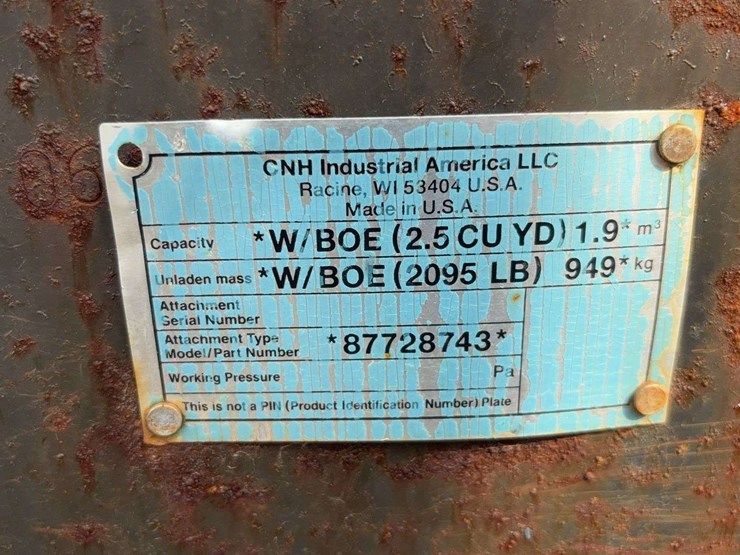 CNH Industrial America LLC
Racine, WI 53404 U.S.A.
Made in U.S.A.
Capacity *W/BOE (2.5 CU YD) 1.9* m³
Unladen mass *W/BOE (2095 LB) 949* kg
Attachment
Serial Number
Attachment Type
Model/Part Number *87728743*
Working Pressure Pa
This is not a PIN (Product Identification Number) Plate